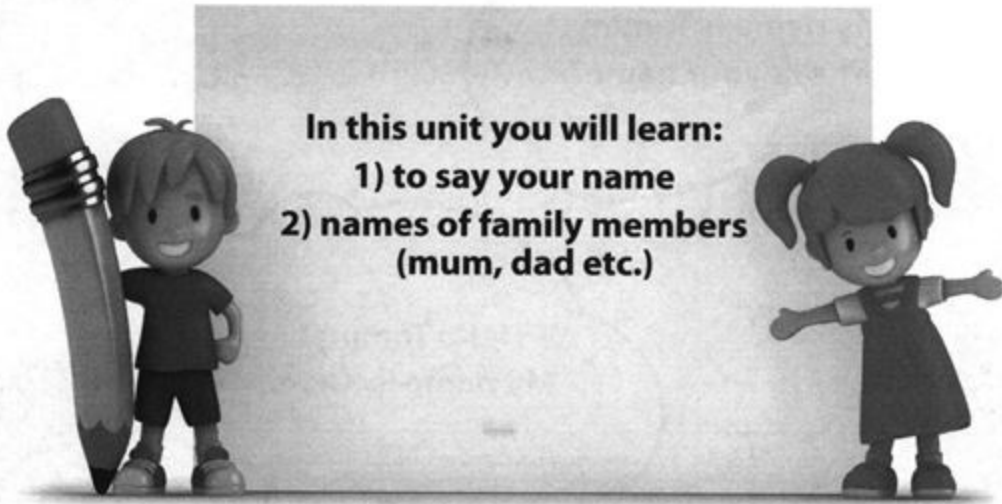 In this unit you will learn:
1) to say your name
2) names of family members
(mum, dad etc.)